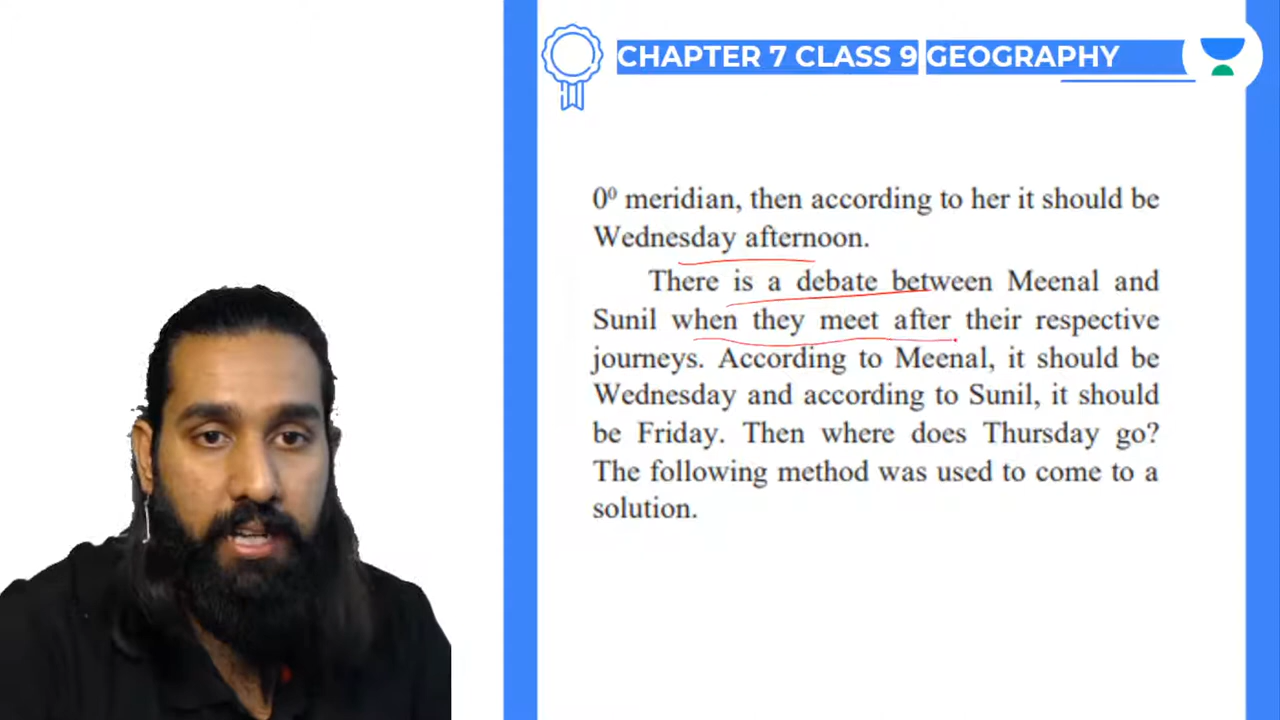 CHAPTER 7 CLASS 9 GEOGRAPHY
0⁰ meridian, then according to her it should be
Wednesday afternoon.
There is a debate between Meenal and
Sunil when they meet after their respective
journeys. According to Meenal, it should be
Wednesday and according to Sunil, it should
be Friday. Then where does Thursday go?
The following method was used to come to a
solution.